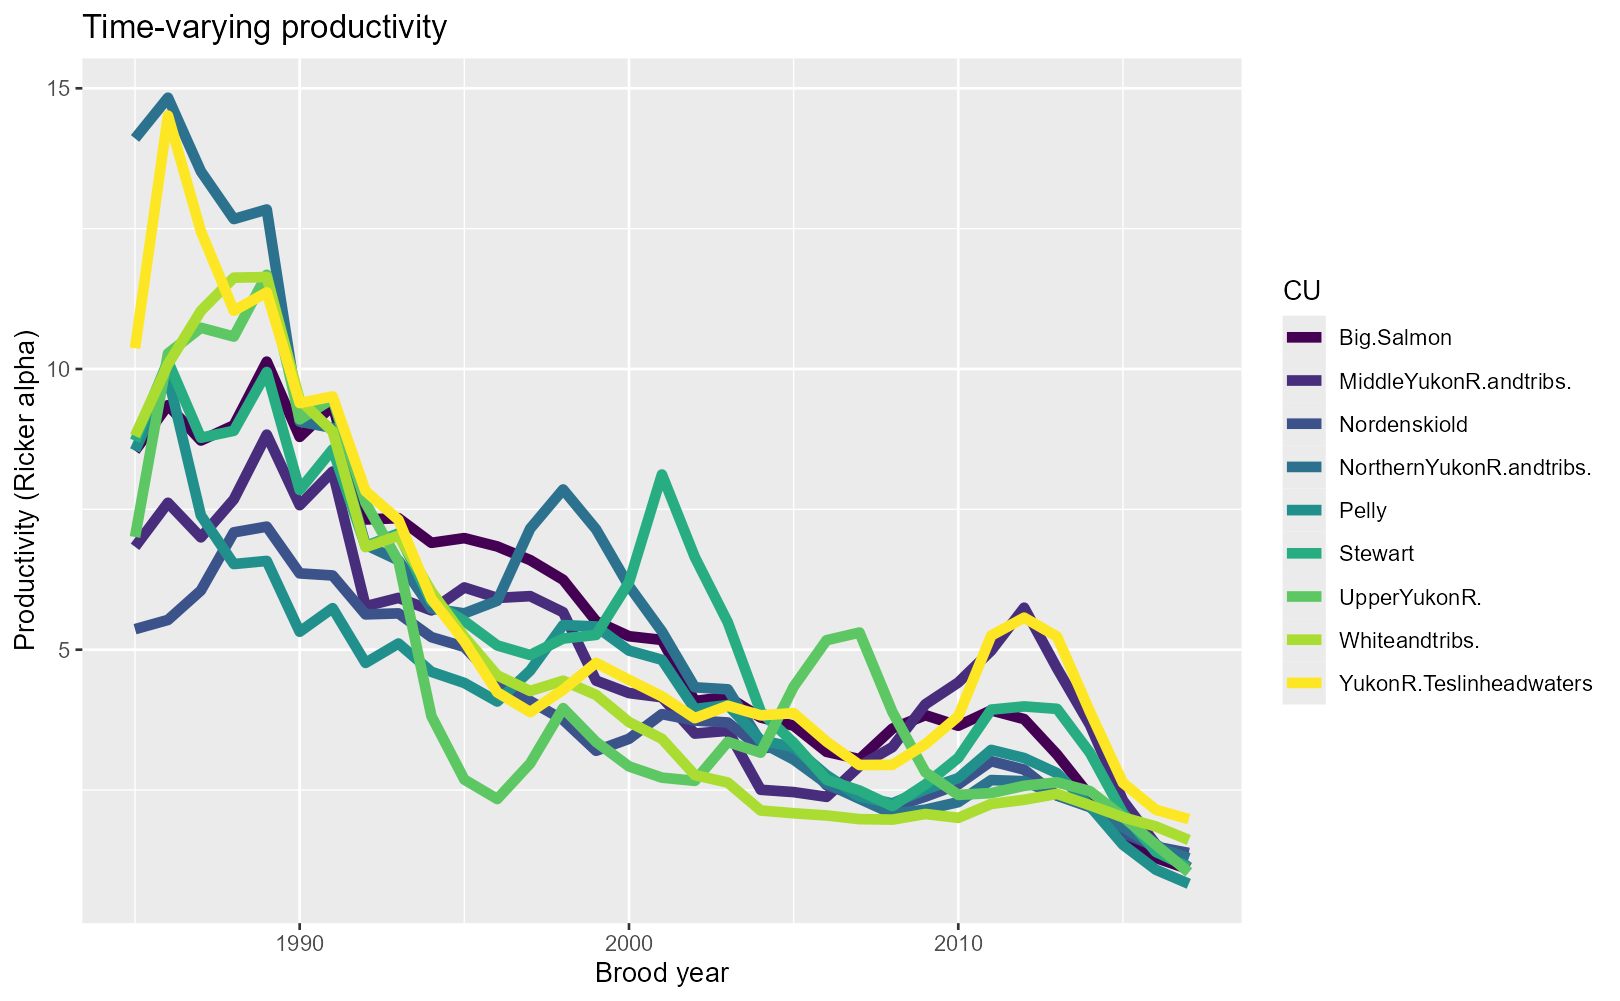 Time-varying productivity
Productivity (Ricker alpha)
15
10
5
1990
2000
2010
Brood year
CU
Big.Salmon
MiddleYukonR.andtribs.
Nordenskiold
NorthernYukonR.andtribs.
Pelly
Stewart
UpperYukonR.
Whiteandtribs.
YukonR.Teslinheadwaters